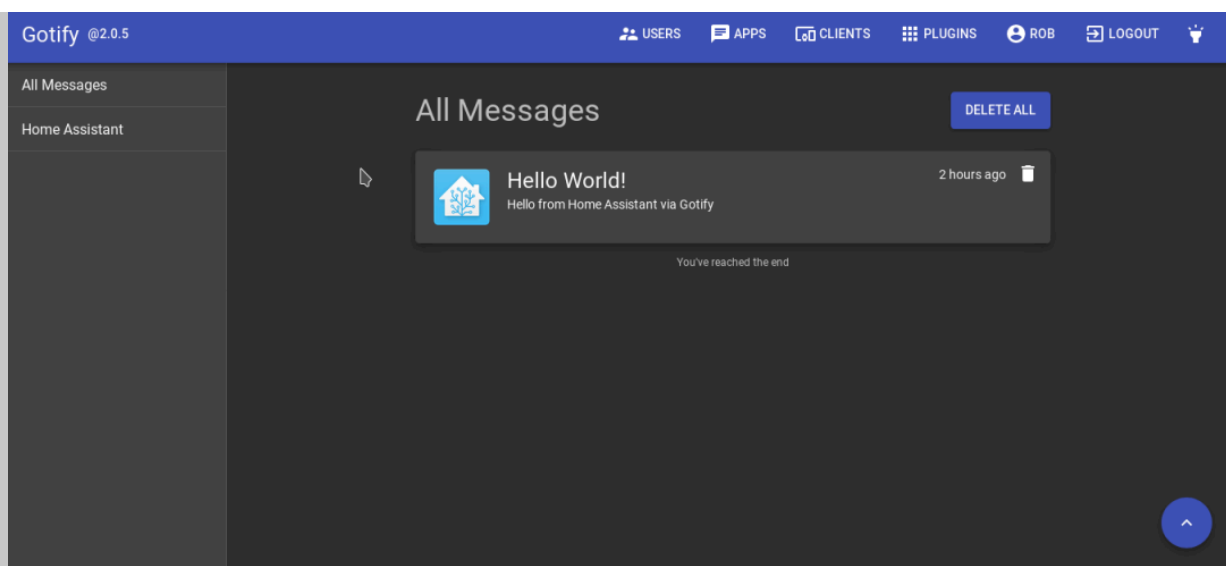 Gotify @2.0.5
USERS APPS CLIENTS PLUGINS ROB LOGOUT
All Messages
Home Assistant
All Messages
DELETE ALL
Hello World!
2 hours ago
Hello from Home Assistant via Gotify
You've reached the end